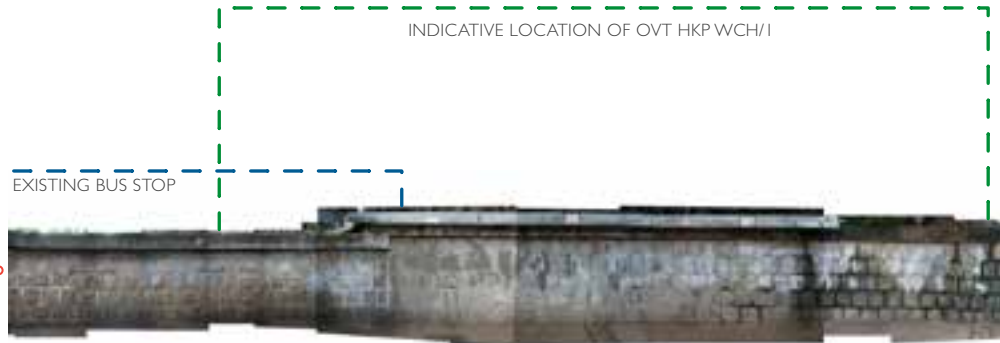 INDICATIVE LOCATION OF OVT HKP WCH/1
EXISTING BUS STOP